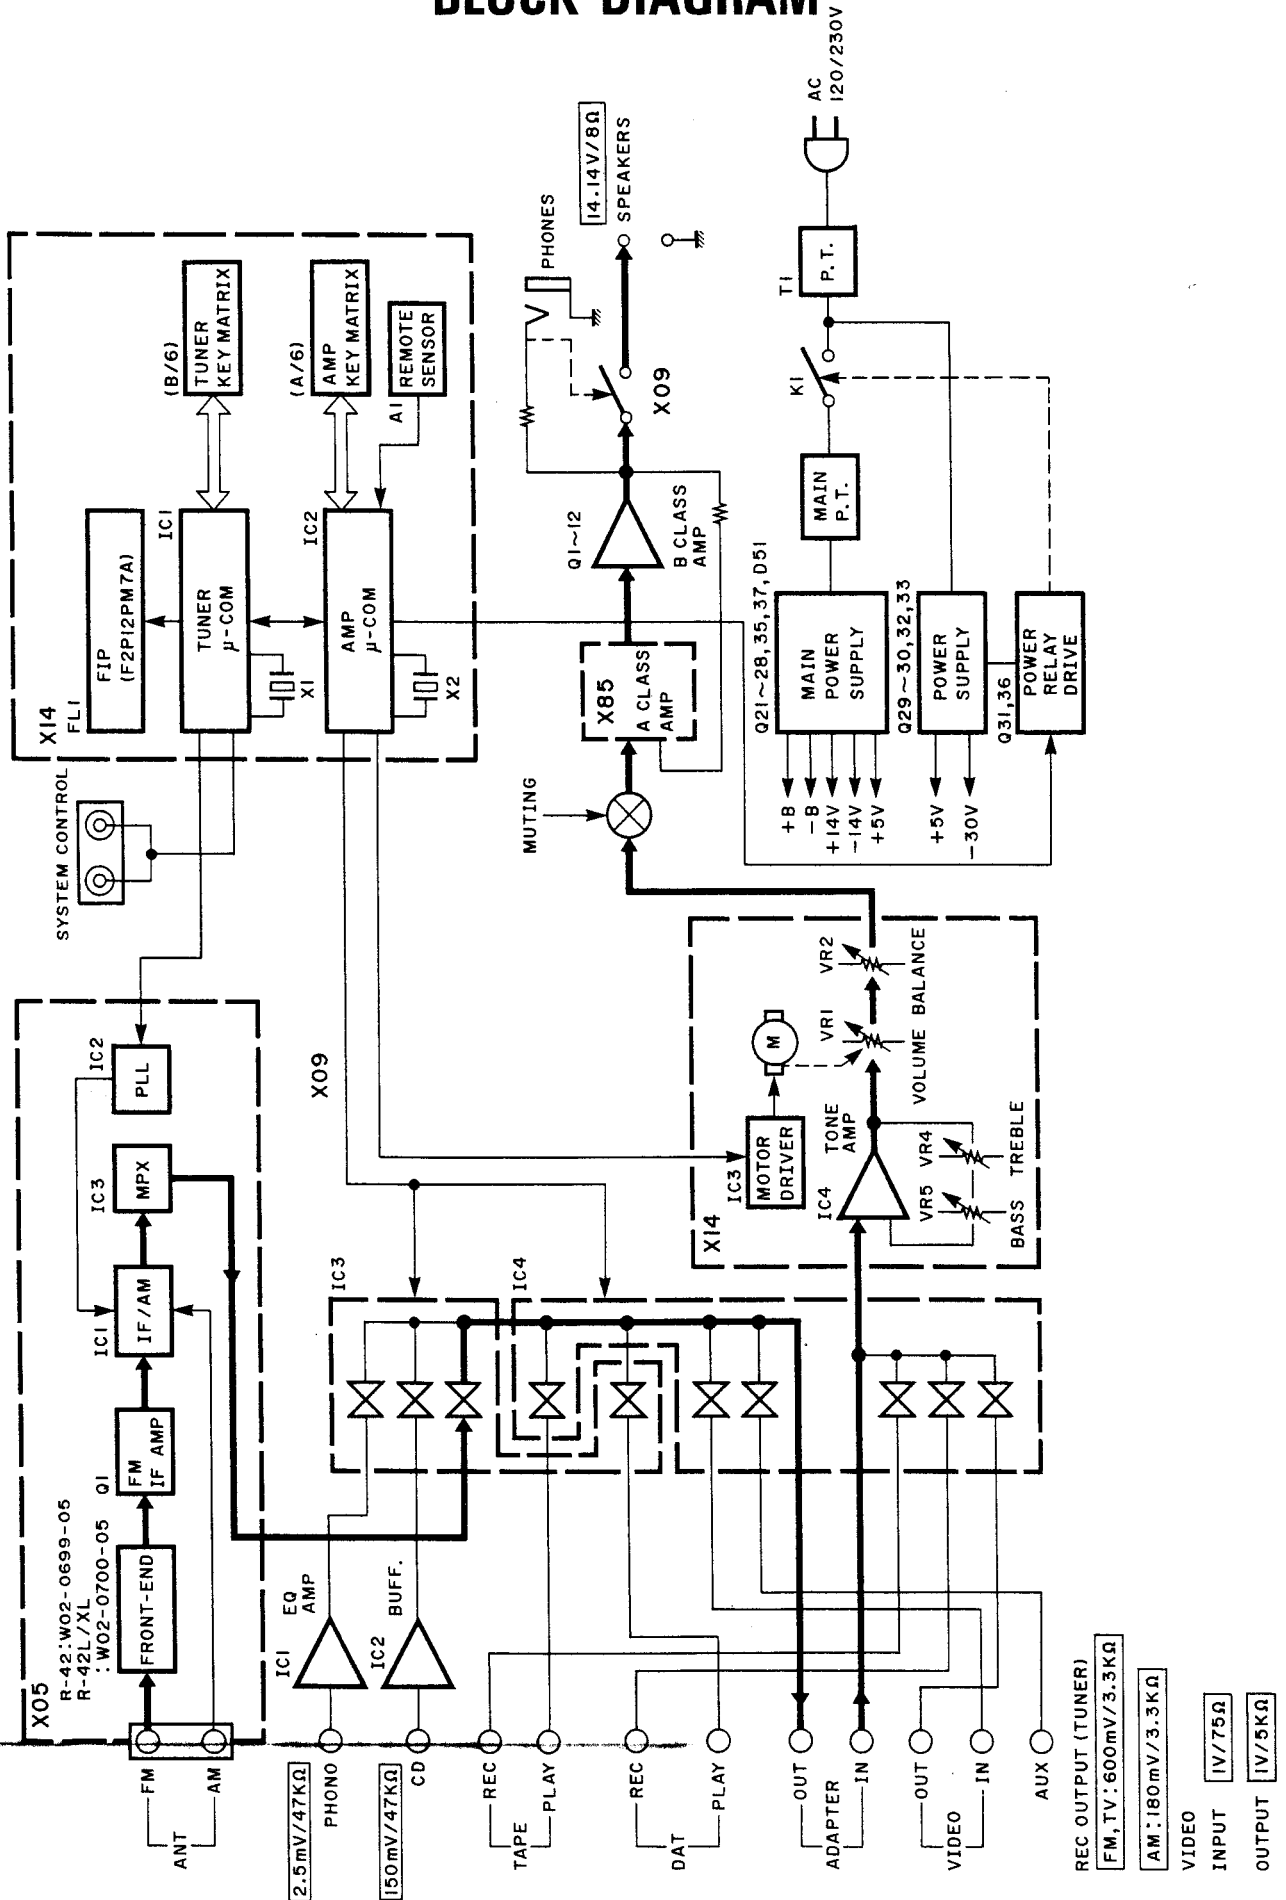 BLOCK DIAGRAM
X05
R-42:W02-0699-05
R-42L/XL
:W02-0700-05
ANT
FM
AM
FRONT-END
Q1
FM
IF AMP
IC1
IF/AM
IC3
MPX
IC2
PLL
SYSTEM CONTROL
X14
FL1
FIP
(F2P12PM7A)
IC1
TUNER
μ-COM
X1
(B/6)
TUNER
KEY MATRIX
IC2
AMP
μ-COM
X2
(A/6)
AMP
KEY MATRIX
A1
REMOTE
SENSOR
X09
2.5mV/47KΩ
PHONO
IC1
EQ
AMP
150mV/47KΩ
CD
IC2
BUFF.
TAPE
REC
PLAY
DAT
REC
PLAY
ADAPTER
OUT
IN
VIDEO
OUT
IN
AUX
IC3
IC4
X14
IC3
MOTOR
DRIVER
M
IC4
TONE
AMP
VR5
BASS
VR4
TREBLE
VR1
VOLUME
VR2
BALANCE
MUTING
X85
A CLASS
AMP
Q1~12
B CLASS
AMP
X09
PHONES
14.14V/8Ω
SPEAKERS
Q21~28,35,37,D51
MAIN
POWER
SUPPLY
+B
-B
+14V
-14V
+5V
Q29~30,32,33
POWER
SUPPLY
+5V
-30V
Q31,36
POWER
RELAY
DRIVE
MAIN
P.T.
K1
T1
P.T.
AC
120/230V
REC OUTPUT (TUNER)
FM,TV:600mV/3.3KΩ
AM:180mV/3.3KΩ
VIDEO
INPUT 1V/75Ω
OUTPUT 1V/5KΩ